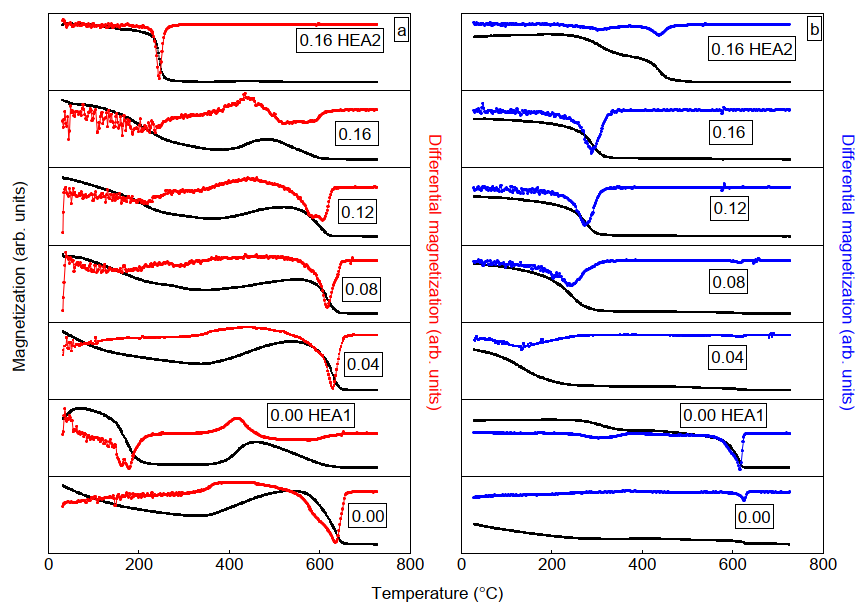 a
0.16 HEA2
0.16
0.12
0.08
0.04
0.00 HEA1
0.00
Magnetization (arb. units)
Differential magnetization (arb. units)
0 200 400 600 800
b
0.16 HEA2
0.16
0.12
0.08
0.04
0.00 HEA1
0.00
Differential magnetization (arb. units)
0 200 400 600 800
Temperature (°C)